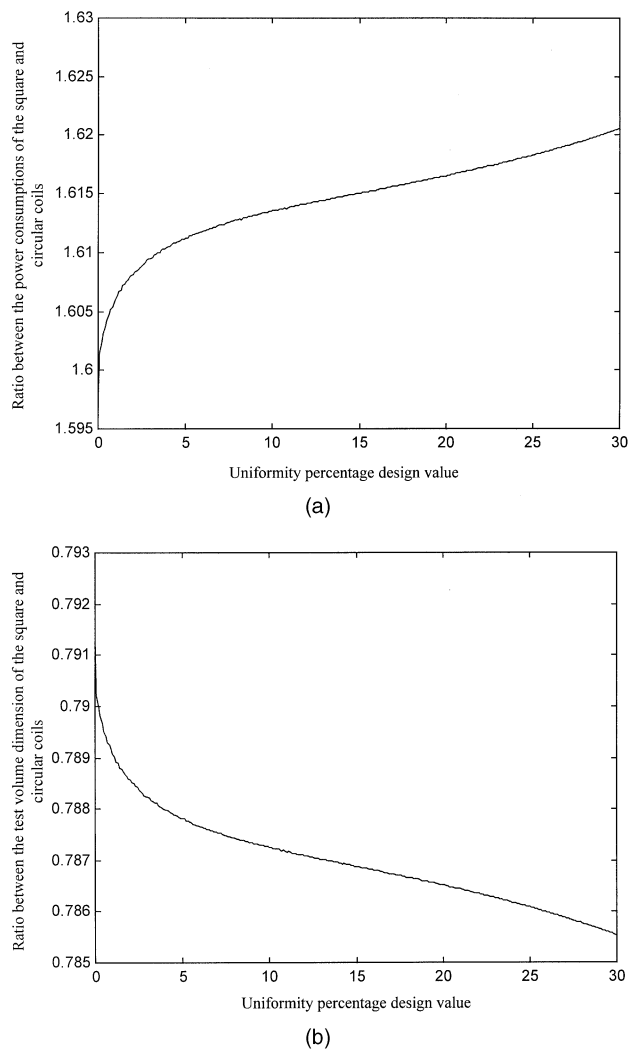 Ratio between the power consumptions of the square and
circular coils
1.63
1.625
1.62
1.615
1.61
1.605
1.6
1.595
0 5 10 15 20 25 30
Uniformity percentage design value
(a)
Ratio between the test volume dimension of the square and
circular coils
0.793
0.792
0.791
0.79
0.789
0.788
0.787
0.786
0.785
0 5 10 15 20 25 30
Uniformity percentage design value
(b)